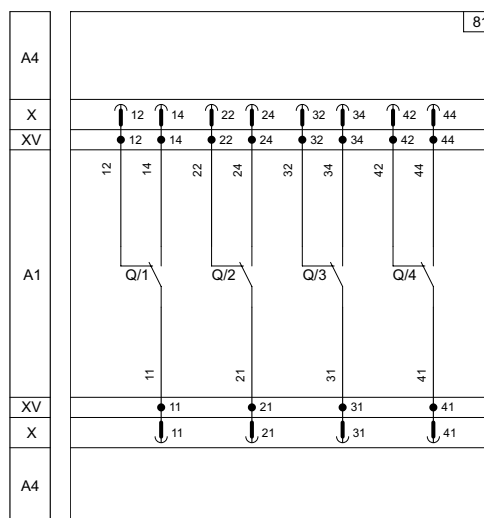 81
A4
X 12 14 22 24 32 34 42 44
XV 12 14 22 24 32 34 42 44
12 14 22 24 32 34 42 44
A1 Q/1 Q/2 Q/3 Q/4
11 21 31 41
XV 11 21 31 41
X 11 21 31 41
A4